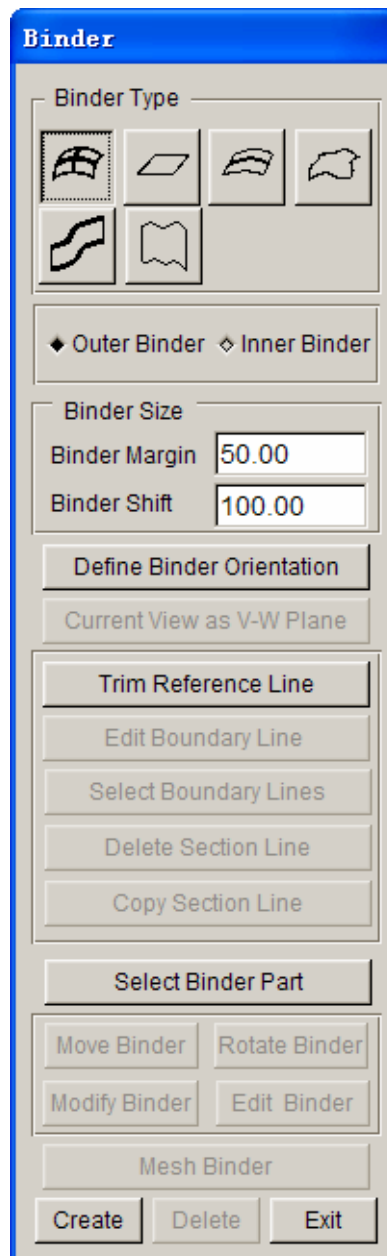 Binder
Binder Type
Outer Binder Inner Binder
Binder Size
Binder Margin 50.00
Binder Shift 100.00
Define Binder Orientation
Current View as V-W Plane
Trim Reference Line
Edit Boundary Line
Select Boundary Lines
Delete Section Line
Copy Section Line
Select Binder Part
Move Binder Rotate Binder
Modify Binder Edit Binder
Mesh Binder
Create Delete Exit